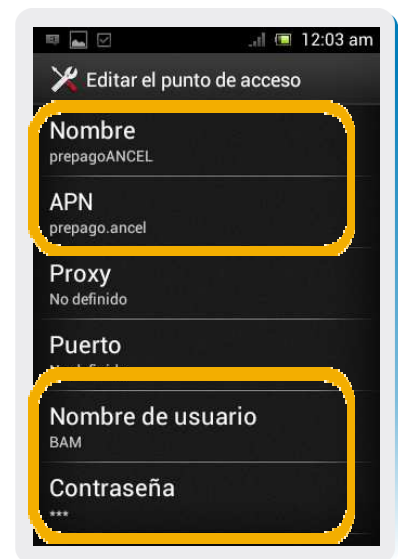 12:03 am
Editar el punto de acceso
Nombre
prepagoANCEL
APN
prepago.ancel
Proxy
No definido
Puerto
Nombre de usuario
BAM
Contraseña
***